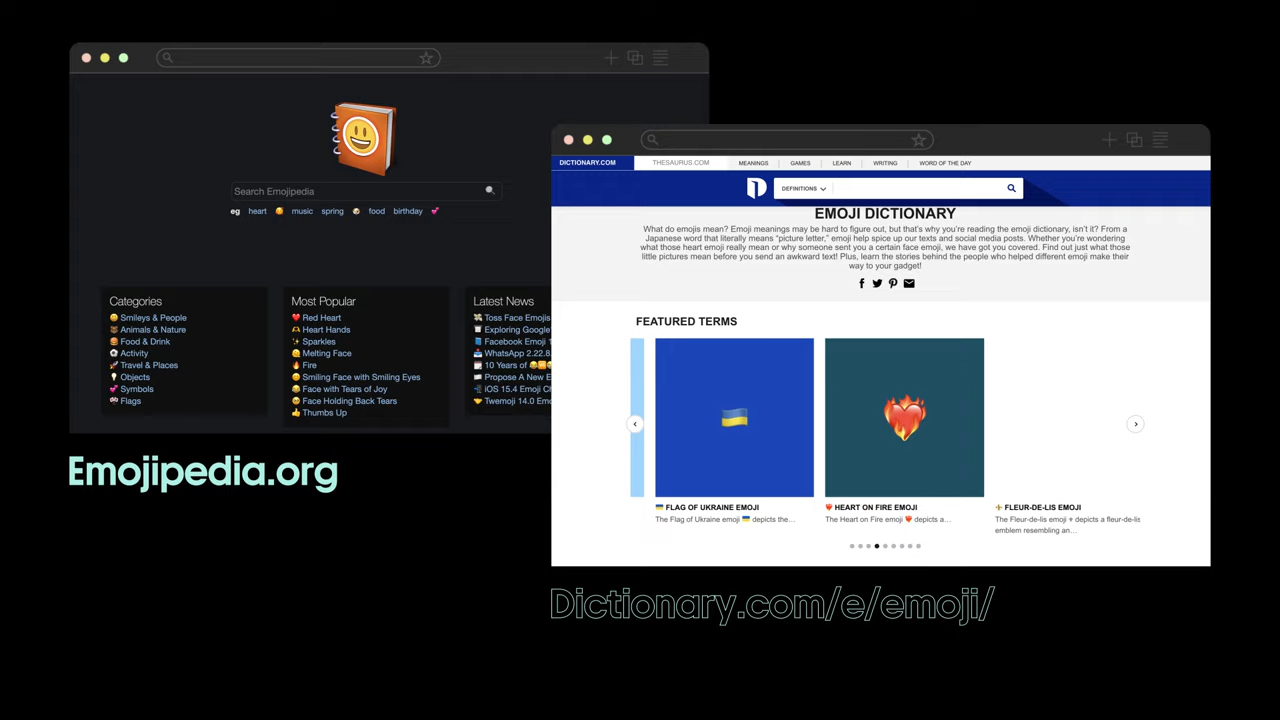 Search Emojipedia
eg heart 🥰 music spring 🐶 food birthday 💕
Categories
😀 Smileys & People
🐻 Animals & Nature
🍔 Food & Drink
⚽ Activity
🚀 Travel & Places
💡 Objects
💕 Symbols
🎌 Flags
Most Popular
❤️ Red Heart
🫶 Heart Hands
✨ Sparkles
🫠 Melting Face
🔥 Fire
😊 Smiling Face with Smiling Eyes
😂 Face with Tears of Joy
🥹 Face Holding Back Tears
👍 Thumbs Up
Latest News
Toss Face Emojis
Exploring Google
Facebook Emoji 1
WhatsApp 2.22.8
10 Years of
Propose A New E
iOS 15.4 Emoji Ch
Twemoji 14.0 Emo
Emojipedia.org
DICTIONARY.COM
THESAURUS.COM
MEANINGS
GAMES
LEARN
WRITING
WORD OF THE DAY
DEFINITIONS
EMOJI DICTIONARY
What do emojis mean? Emoji meanings may be hard to figure out, but that's why you're reading the emoji dictionary, isn't it? From a
Japanese word that literally means "picture letter," emoji help spice up our texts and social media posts. Whether you're wondering
what those heart emoji really mean or why someone sent you a certain face emoji, we have got you covered. Find out just what those
little pictures mean before you send an awkward text! Plus, learn the stories behind the people who helped different emoji make their
way to your gadget!
FEATURED TERMS
🇺🇦 FLAG OF UKRAINE EMOJI
The Flag of Ukraine emoji 🇺🇦 depicts the…
❤️‍🔥 HEART ON FIRE EMOJI
The Heart on Fire emoji ❤️‍🔥 depicts a…
⚜️ FLEUR-DE-LIS EMOJI
The Fleur-de-lis emoji ⚜ depicts a fleur-de-lis
emblem resembling an…
Dictionary.com/e/emoji/